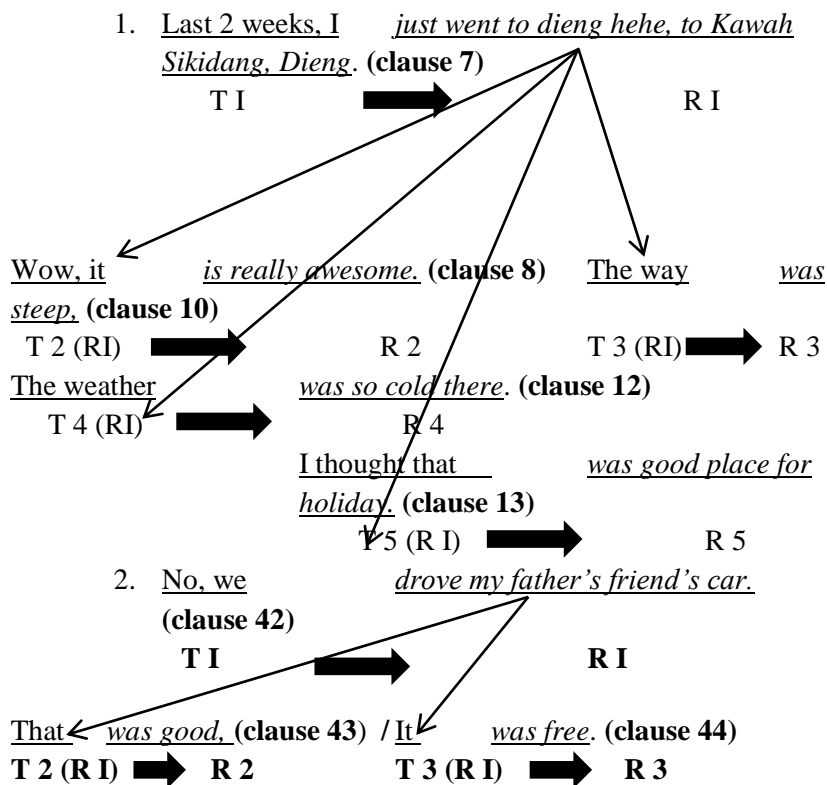 1. Last 2 weeks, I just went to dieng hehe, to Kawah
Sikidang, Dieng. (clause 7)
T I R I
Wow, it is really awesome. (clause 8) The way was
steep, (clause 10)
T 2 (RI) R 2 T 3 (RI) R 3
The weather was so cold there. (clause 12)
T 4 (RI) R 4
I thought that was good place for
holiday. (clause 13)
T 5 (R I) R 5
2. No, we drove my father's friend's car.
(clause 42)
T I R I
That was good, (clause 43) / It was free. (clause 44)
T 2 (R I) R 2 T 3 (R I) R 3